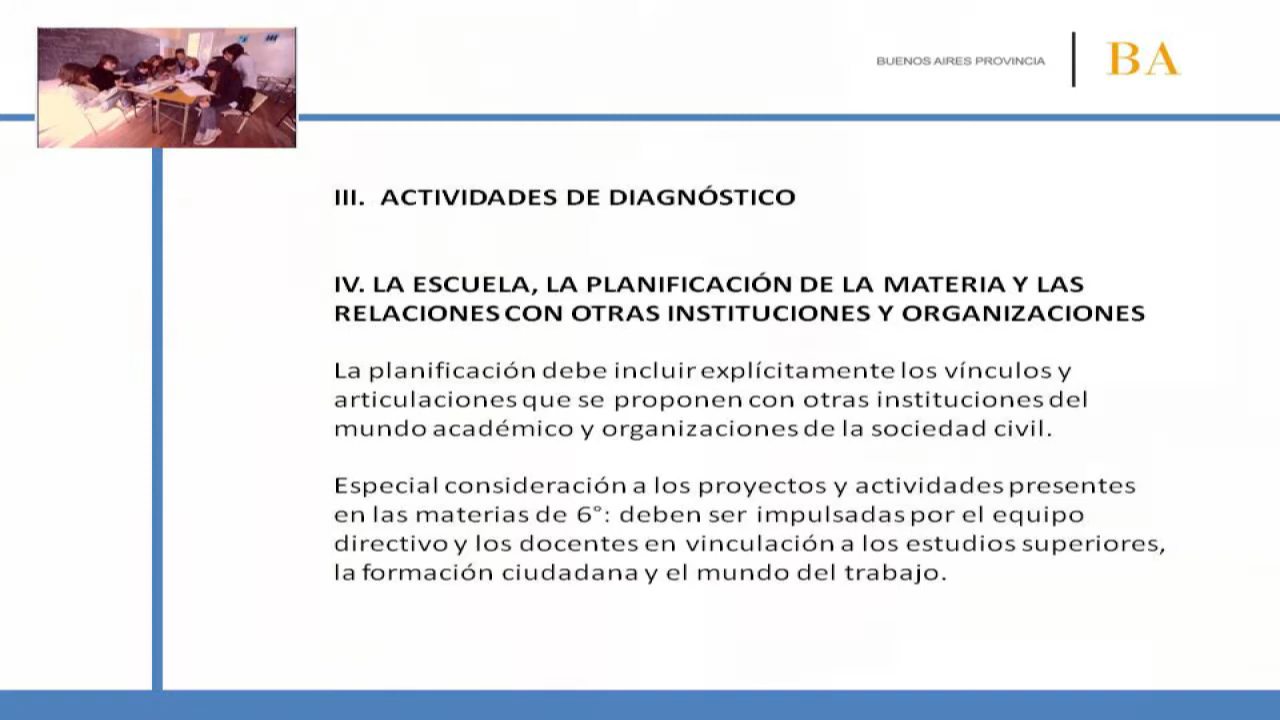 BUENOS AIRES PROVINCIA
BA
III. ACTIVIDADES DE DIAGNÓSTICO
IV. LA ESCUELA, LA PLANIFICACIÓN DE LA MATERIA Y LAS
RELACIONES CON OTRAS INSTITUCIONES Y ORGANIZACIONES
La planificación debe incluir explícitamente los vínculos y
articulaciones que se proponen con otras instituciones del
mundo académico y organizaciones de la sociedad civil.
Especial consideración a los proyectos y actividades presentes
en las materias de 6°: deben ser impulsadas por el equipo
directivo y los docentes en vinculación a los estudios superiores,
la formación ciudadana y el mundo del trabajo.